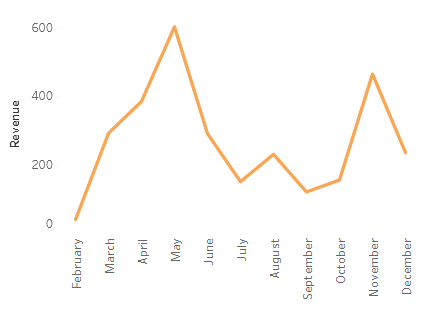 600
400
200
0
Revenue
February
March
April
May
June
July
August
September
October
November
December